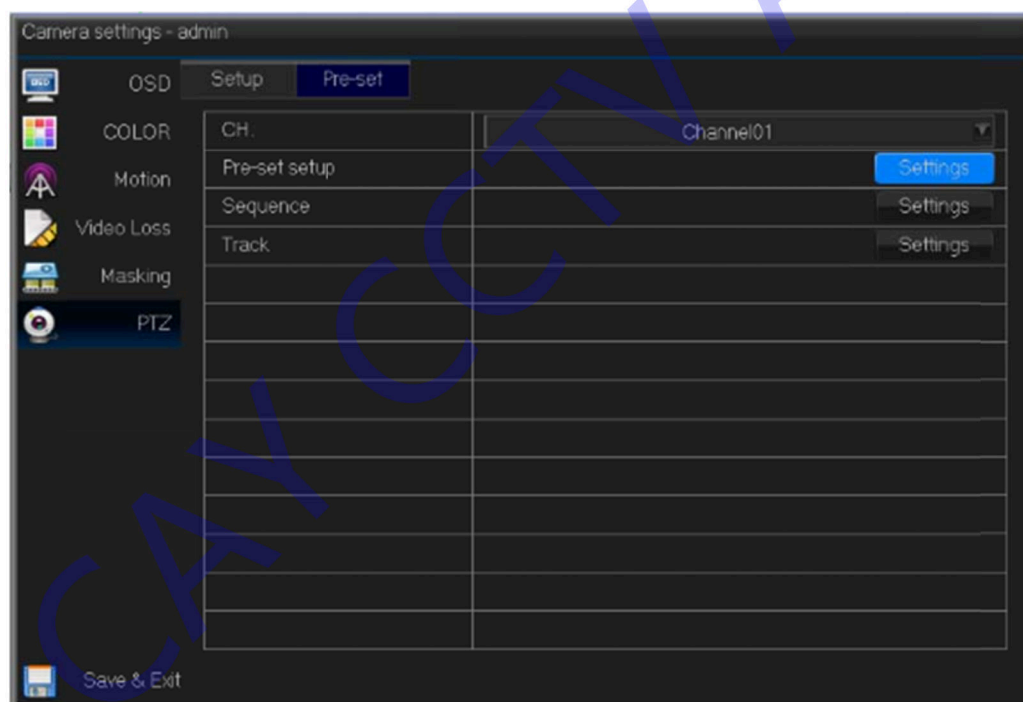 Camera settings - admin
OSD
COLOR
Motion
Video Loss
Masking
PTZ
Save & Exit
Setup Pre-set
CH. Channel01
Pre-set setup Settings
Sequence Settings
Track Settings
CAY CCTV